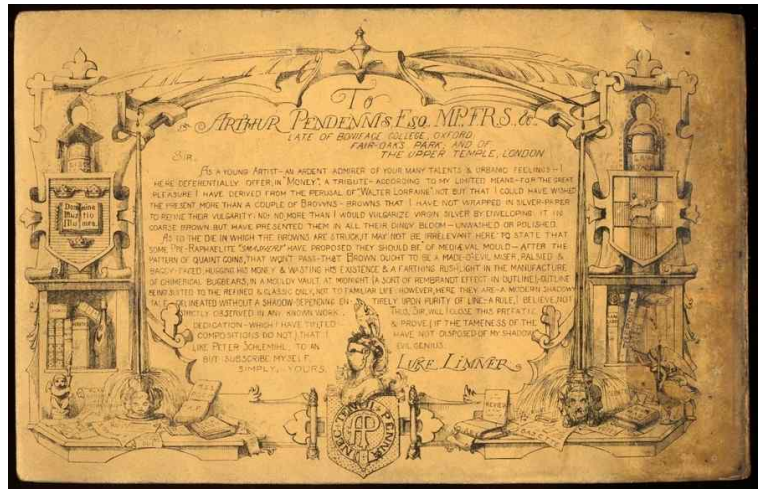 To
ARTHUR PENDENNIS ESQ. M.P. F.R.S. &c.
LATE OF BONIFACE COLLEGE, OXFORD,
FAIR-OAKS PARK, AND OF
THE UPPER TEMPLE, LONDON
SIR,
AS A YOUNG ARTIST—AN ARDENT ADMIRER OF YOUR MANY TALENTS & URBANE FEELINGS—I
HERE DEFERENTIALLY OFFER, IN "MONEY", A TRIBUTE—ACCORDING TO MY LIMITED MEANS—FOR THE GREAT
PLEASURE I HAVE DERIVED FROM THE PERUSAL OF "WALTER LORRAINE" NOT BUT THAT I COULD HAVE WISHED
THE PRESENT MORE THAN A COUPLE OF BROWNS—BROWNS THAT I HAVE NOT WRAPPED IN SILVER-PAPER
TO REFINE THEIR VULGARITY: NO! NO MORE THAN I WOULD VULGARIZE VIRGIN SILVER BY ENVELOPING IT IN
COARSE BROWN, BUT HAVE PRESENTED THEM IN ALL THEIR DINGY BLOOM—UNWASHED OR POLISHED.
AS TO THE DIE IN WHICH THE BROWNS ARE STRUCK, IT MAY NOT BE IRRELEVANT HERE TO STATE THAT
SOME "PRE-RAPHAELITE SMEARERS" HAVE PROPOSED THEY SHOULD BE OF MEDIÆVAL MOULD—AFTER THE
PATTERN OF QUAINT COINS, THAT WON'T PASS—THAT BROWN OUGHT TO BE A MADE-O'-EVIL MISER, PALSIED &
BAGGY-FACED, HUGGING HIS MONEY & WASTING HIS EXISTENCE & A FARTHING RUSH-LIGHT IN THE MANUFACTURE
OF CHIMERICAL BUGBEARS, IN A MOULDY VAULT AT MIDNIGHT (A SORT OF REMBRANDT EFFECT IN OUTLINE)—OUTLINE
BEING SUITED TO THE REFINED & CLASSIC ONLY, NOT TO FAMILIAR LIFE: HOWEVER, HERE THEY ARE—A MODERN SHADOW
TALE—DELINEATED WITHOUT A SHADOW—DEPENDING ENTIRELY UPON PURITY OF LINE—A RULE, I BELIEVE, NOT
STRICTLY OBSERVED IN ANY KNOWN WORK. THUS, SIR, WILL I CLOSE THIS PREFATIC
DEDICATION—WHICH I HAVE TILTED & PROVE (IF THE TAMENESS OF THE
COMPOSITIONS DO NOT) THAT I HAVE NOT DISPOSED OF MY SHADOW
LIKE PETER SCHLEMIHL, TO AN EVIL GENIUS.
BUT SUBSCRIBE MYSELF,
SIMPLY, YOURS,
LUKE LIMNER